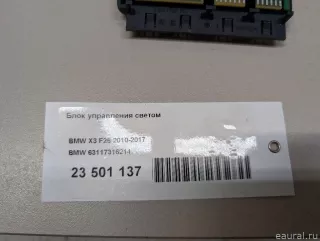 Блок управления светом
BMW X3 F25 2010-2017
BMW 63117316214
23 501 137
eaural.ru